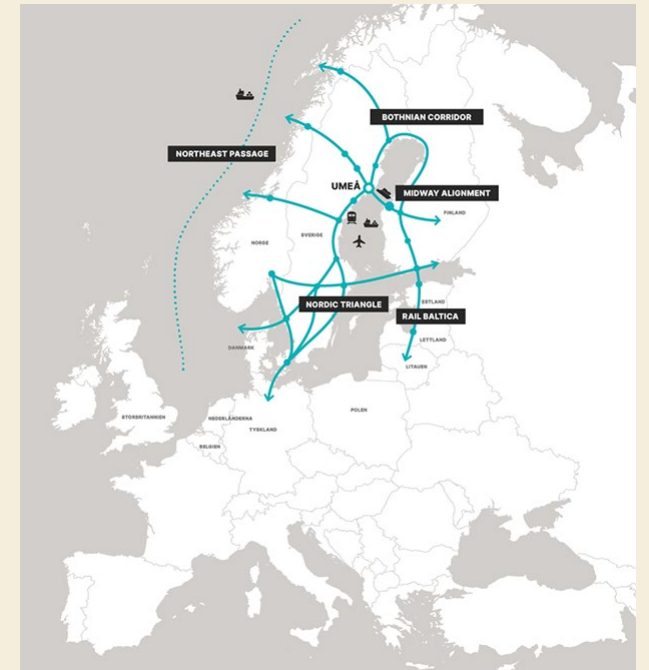 BOTHNIAN CORRIDOR
NORTHEAST PASSAGE
UMEÅ
MIDWAY ALIGNMENT
FINLAND
SVERIGE
NORGE
NORDIC TRIANGLE
ESTLAND
RAIL BALTICA
LETTLAND
DANMARK
LITAUEN
POLEN
STORBRITANNIEN
NEDERLÄNDERNA
TYSKLAND
BELGIEN